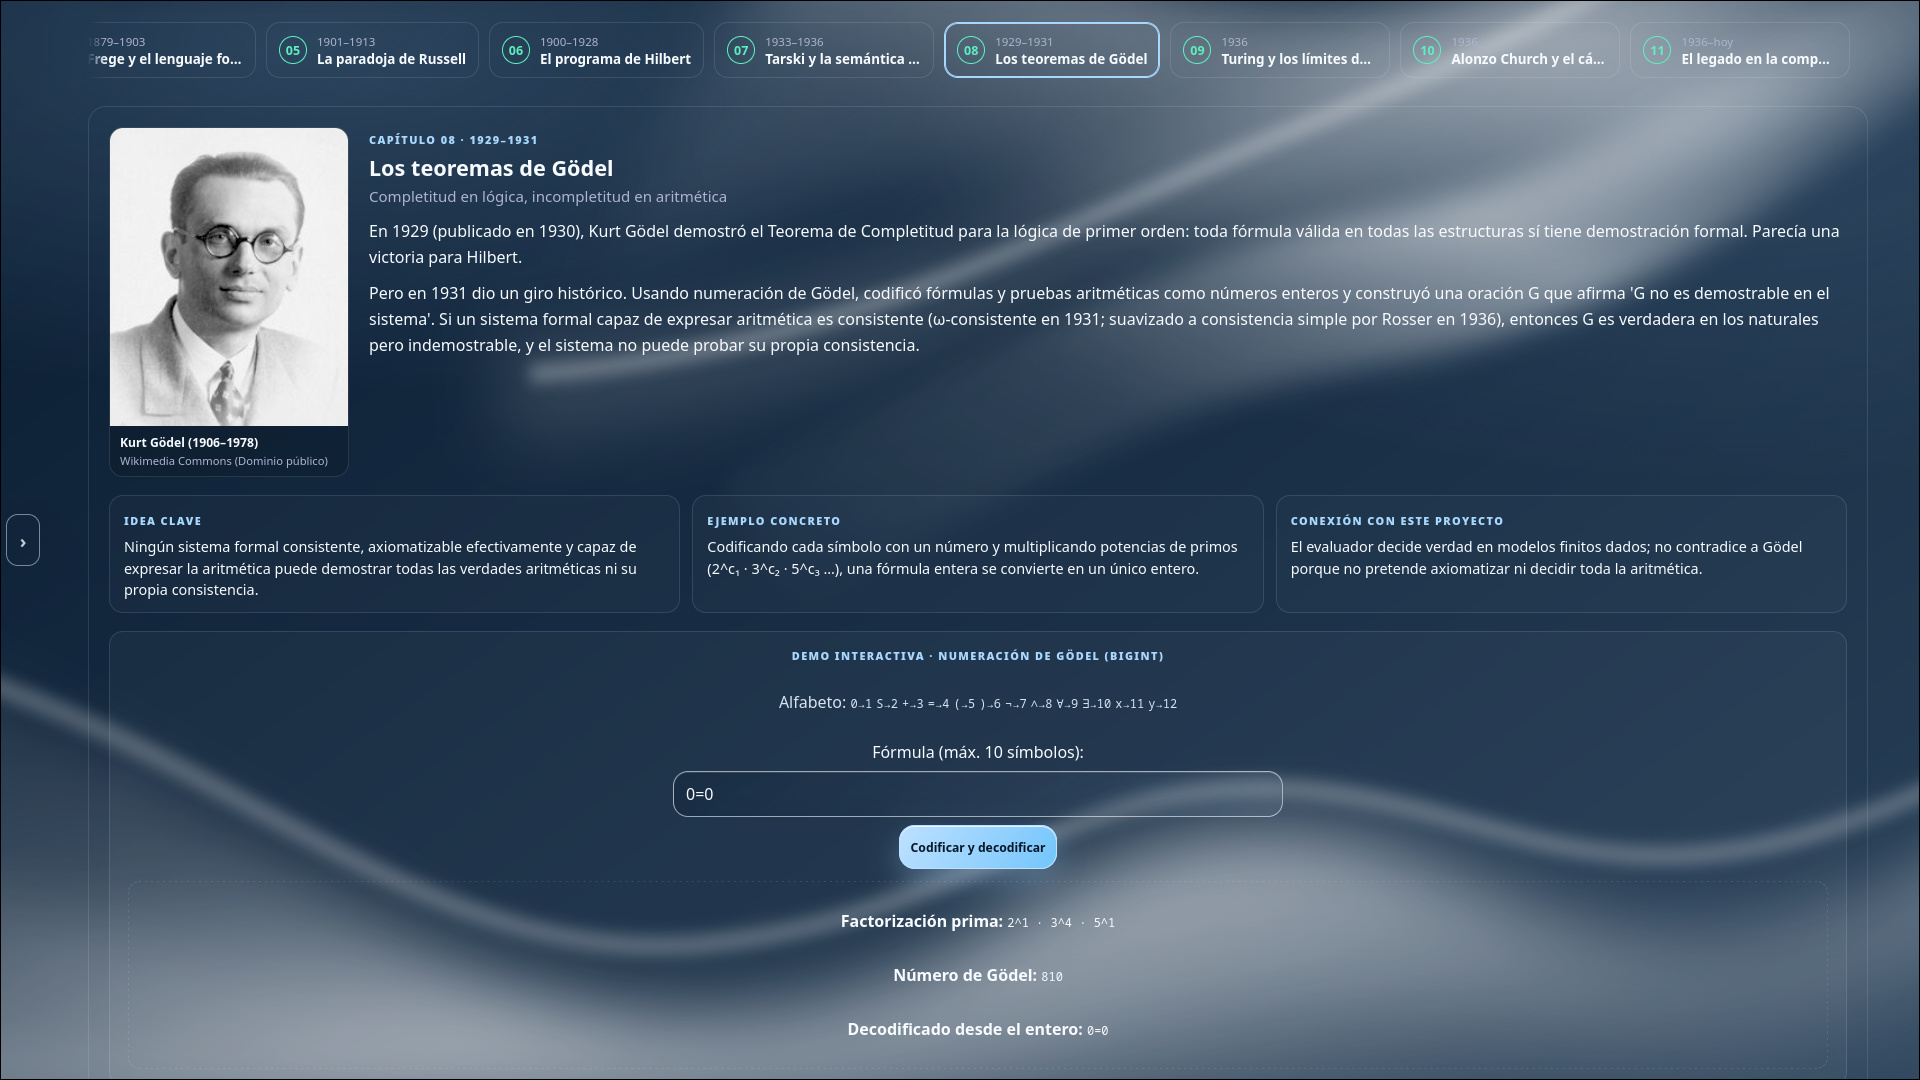 1879–1903
Frege y el lenguaje fo...
05
1901–1913
La paradoja de Russell
06
1900–1928
El programa de Hilbert
07
1933–1936
Tarski y la semántica ...
08
1929–1931
Los teoremas de Gödel
09
1936
Turing y los límites d...
10
1936
Alonzo Church y el cá...
11
1936–hoy
El legado en la comp...
CAPÍTULO 08 · 1929–1931
Los teoremas de Gödel
Completitud en lógica, incompletitud en aritmética
En 1929 (publicado en 1930), Kurt Gödel demostró el Teorema de Completitud para la lógica de primer orden: toda fórmula válida en todas las estructuras sí tiene demostración formal. Parecía una
victoria para Hilbert.
Pero en 1931 dio un giro histórico. Usando numeración de Gödel, codificó fórmulas y pruebas aritméticas como números enteros y construyó una oración G que afirma 'G no es demostrable en el
sistema'. Si un sistema formal capaz de expresar aritmética es consistente (ω-consistente en 1931; suavizado a consistencia simple por Rosser en 1936), entonces G es verdadera en los naturales
pero indemostrable, y el sistema no puede probar su propia consistencia.
Kurt Gödel (1906–1978)
Wikimedia Commons (Dominio público)
›
IDEA CLAVE
Ningún sistema formal consistente, axiomatizable efectivamente y capaz de
expresar la aritmética puede demostrar todas las verdades aritméticas ni su
propia consistencia.
EJEMPLO CONCRETO
Codificando cada símbolo con un número y multiplicando potencias de primos
(2^c₁ · 3^c₂ · 5^c₃ ...), una fórmula entera se convierte en un único entero.
CONEXIÓN CON ESTE PROYECTO
El evaluador decide verdad en modelos finitos dados; no contradice a Gödel
porque no pretende axiomatizar ni decidir toda la aritmética.
DEMO INTERACTIVA · NUMERACIÓN DE GÖDEL (BIGINT)
Alfabeto: 0→1 S→2 +→3 =→4 (→5 )→6 ¬→7 ∧→8 ∀→9 ∃→10 x→11 y→12
Fórmula (máx. 10 símbolos):
0=0
Codificar y decodificar
Factorización prima: 2^1 · 3^4 · 5^1
Número de Gödel: 810
Decodificado desde el entero: 0=0